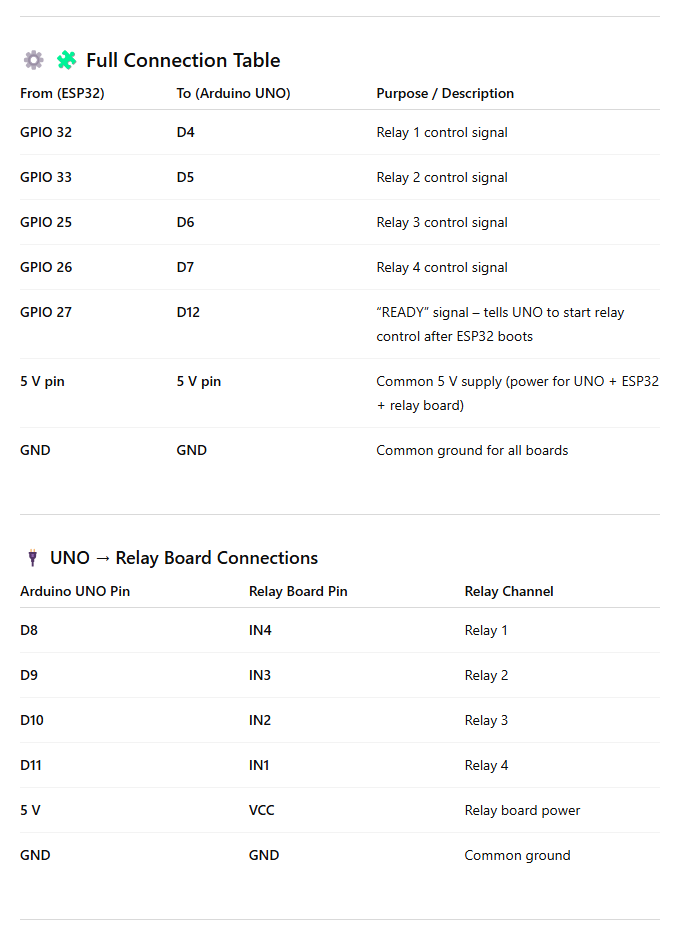 Full Connection Table
From (ESP32) To (Arduino UNO) Purpose / Description
GPIO 32 D4 Relay 1 control signal
GPIO 33 D5 Relay 2 control signal
GPIO 25 D6 Relay 3 control signal
GPIO 26 D7 Relay 4 control signal
GPIO 27 D12 “READY” signal – tells UNO to start relay
control after ESP32 boots
5 V pin 5 V pin Common 5 V supply (power for UNO + ESP32
+ relay board)
GND GND Common ground for all boards
UNO → Relay Board Connections
Arduino UNO Pin Relay Board Pin Relay Channel
D8 IN4 Relay 1
D9 IN3 Relay 2
D10 IN2 Relay 3
D11 IN1 Relay 4
5 V VCC Relay board power
GND GND Common ground